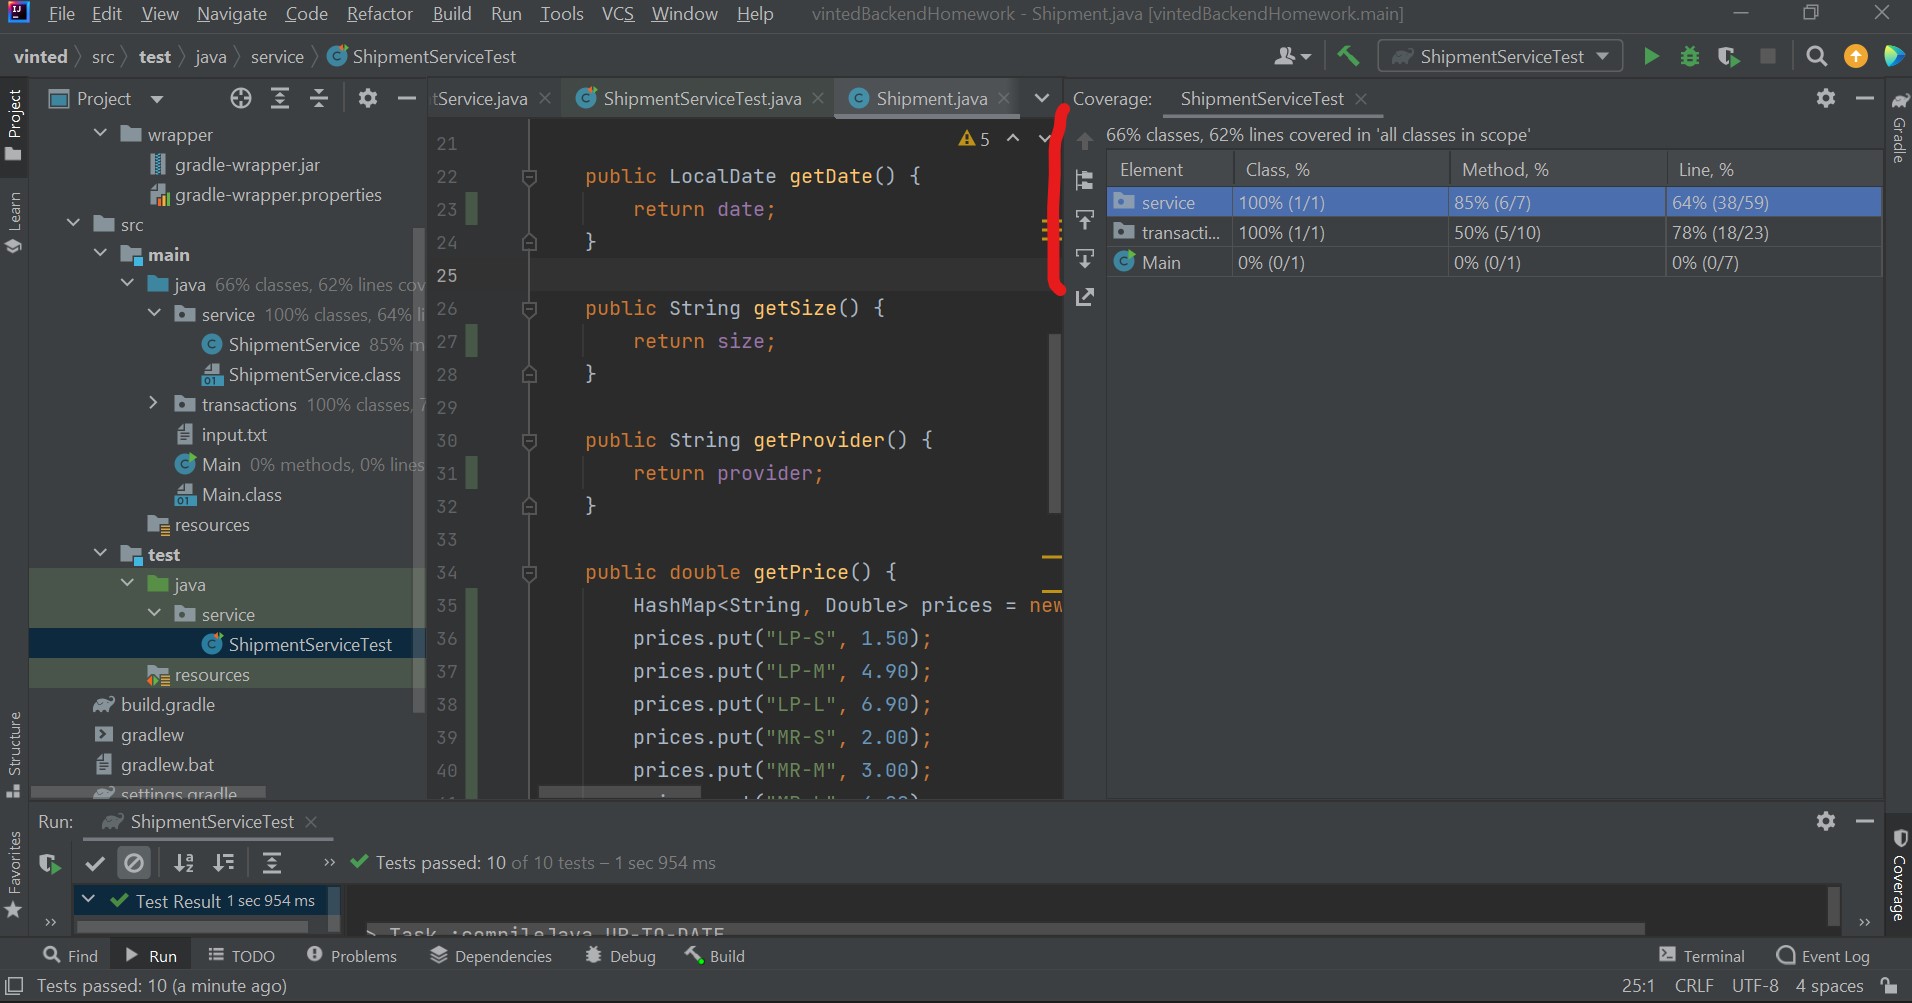 File Edit View Navigate Code Refactor Build Run Tools VCS Window Help vintedBackendHomework - Shipment.java [vintedBackendHomework.main]
vinted src test java service ShipmentServiceTest
ShipmentServiceTest
Project
Learn
Structure
Favorites
Project
wrapper
gradle-wrapper.jar
gradle-wrapper.properties
src
main
java 66% classes, 62% lines cov
service 100% classes, 64% li
ShipmentService 85% m
ShipmentService.class
transactions 100% classes, 7
input.txt
Main 0% methods, 0% lines
Main.class
resources
test
java
service
ShipmentServiceTest
resources
build.gradle
gradlew
gradlew.bat
settings.gradle
tService.java ShipmentServiceTest.java Shipment.java
5
21
22 public LocalDate getDate() {
23 return date;
24 }
25
26 public String getSize() {
27 return size;
28 }
29
30 public String getProvider() {
31 return provider;
32 }
33
34 public double getPrice() {
35 HashMap<String, Double> prices = new
36 prices.put("LP-S", 1.50);
37 prices.put("LP-M", 4.90);
38 prices.put("LP-L", 6.90);
39 prices.put("MR-S", 2.00);
40 prices.put("MR-M", 3.00);
Coverage: ShipmentServiceTest
66% classes, 62% lines covered in 'all classes in scope'
Element Class, % Method, % Line, %
service 100% (1/1) 85% (6/7) 64% (38/59)
transacti... 100% (1/1) 50% (5/10) 78% (18/23)
Main 0% (0/1) 0% (0/1) 0% (0/7)
Gradle
Coverage
Run: ShipmentServiceTest
» Tests passed: 10 of 10 tests – 1 sec 954 ms
Test Result 1 sec 954 ms
> Task :compileJava UP-TO-DATE
Find Run TODO Problems Dependencies Debug Build Terminal Event Log
Tests passed: 10 (a minute ago) 25:1 CRLF UTF-8 4 spaces